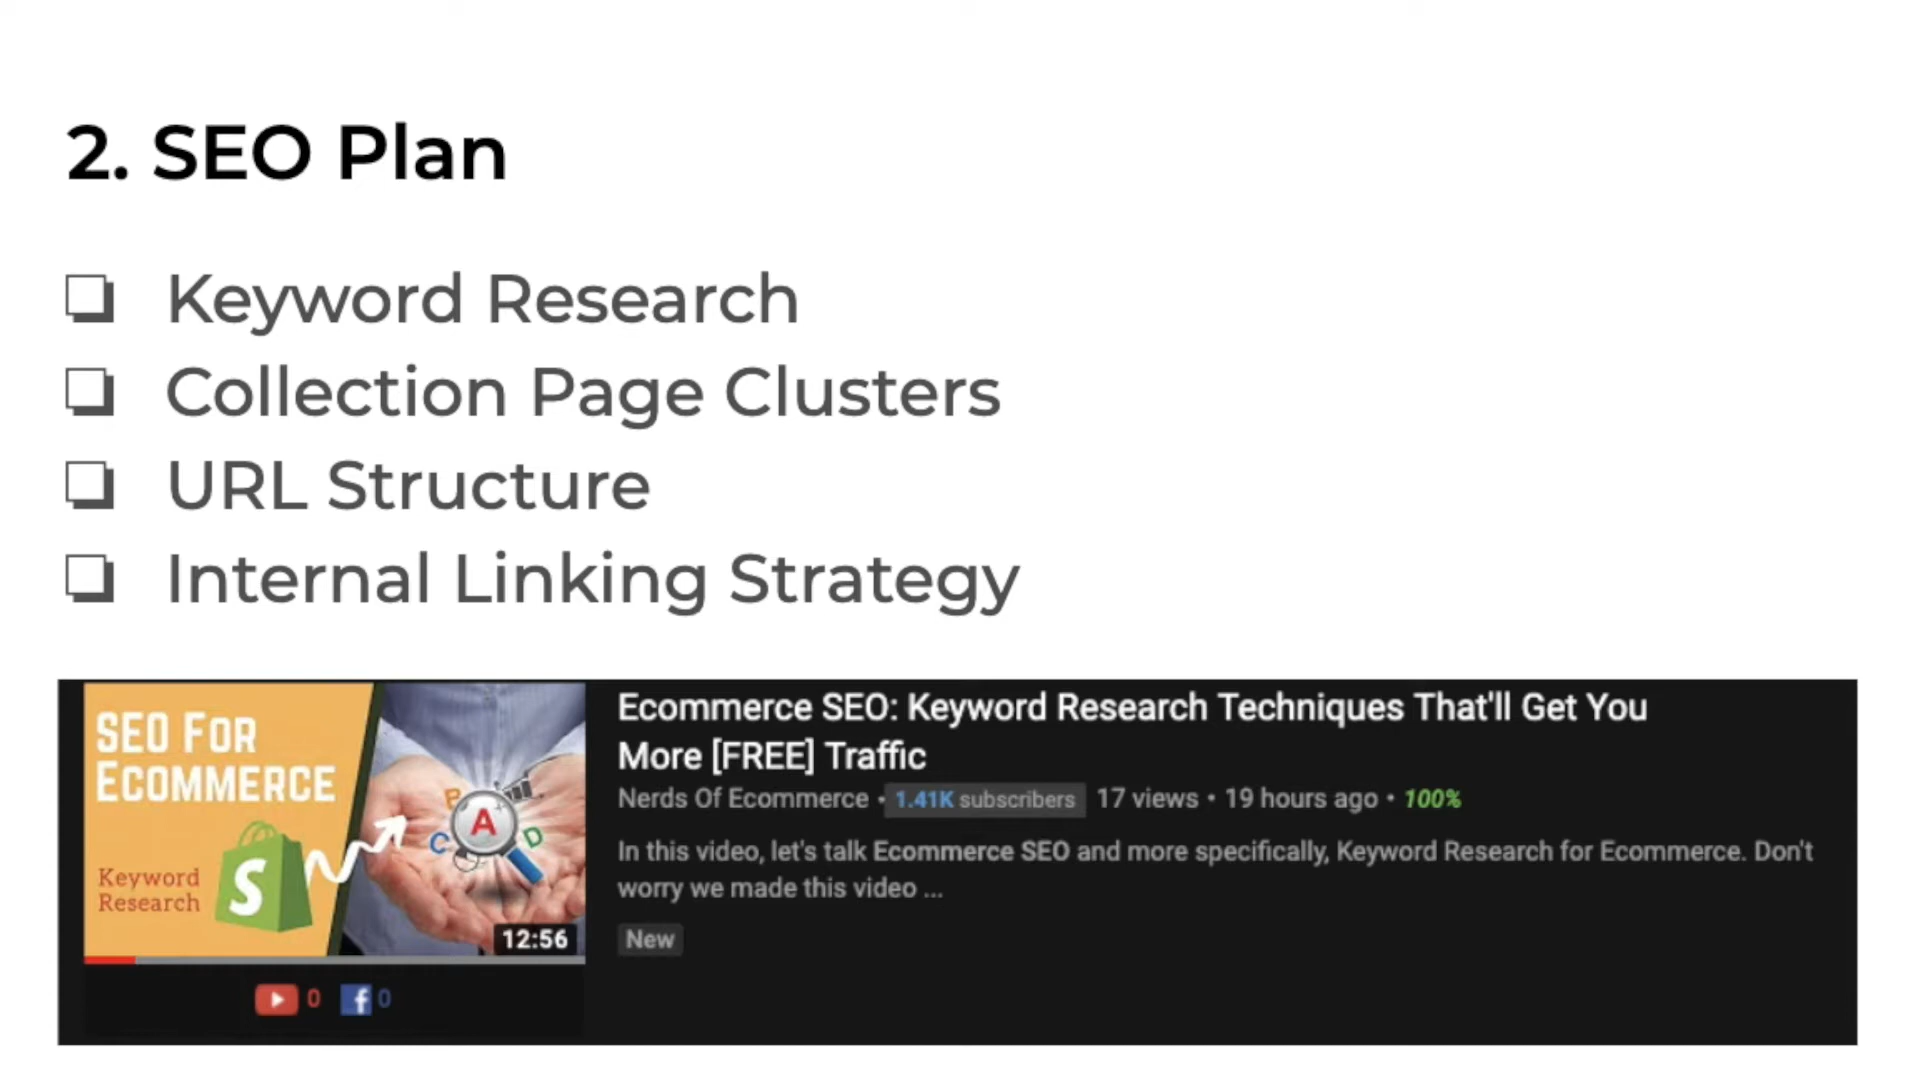 2. SEO Plan
Keyword Research
Collection Page Clusters
URL Structure
Internal Linking Strategy
SEO FOR
ECOMMERCE
Keyword
Research
S
B
A
C
D
12:56
0
f 0
Ecommerce SEO: Keyword Research Techniques That'll Get You
More [FREE] Traffic
Nerds Of Ecommerce • 1.41K subscribers 17 views • 19 hours ago • 100%
In this video, let's talk Ecommerce SEO and more specifically, Keyword Research for Ecommerce. Don't
worry we made this video ...
New